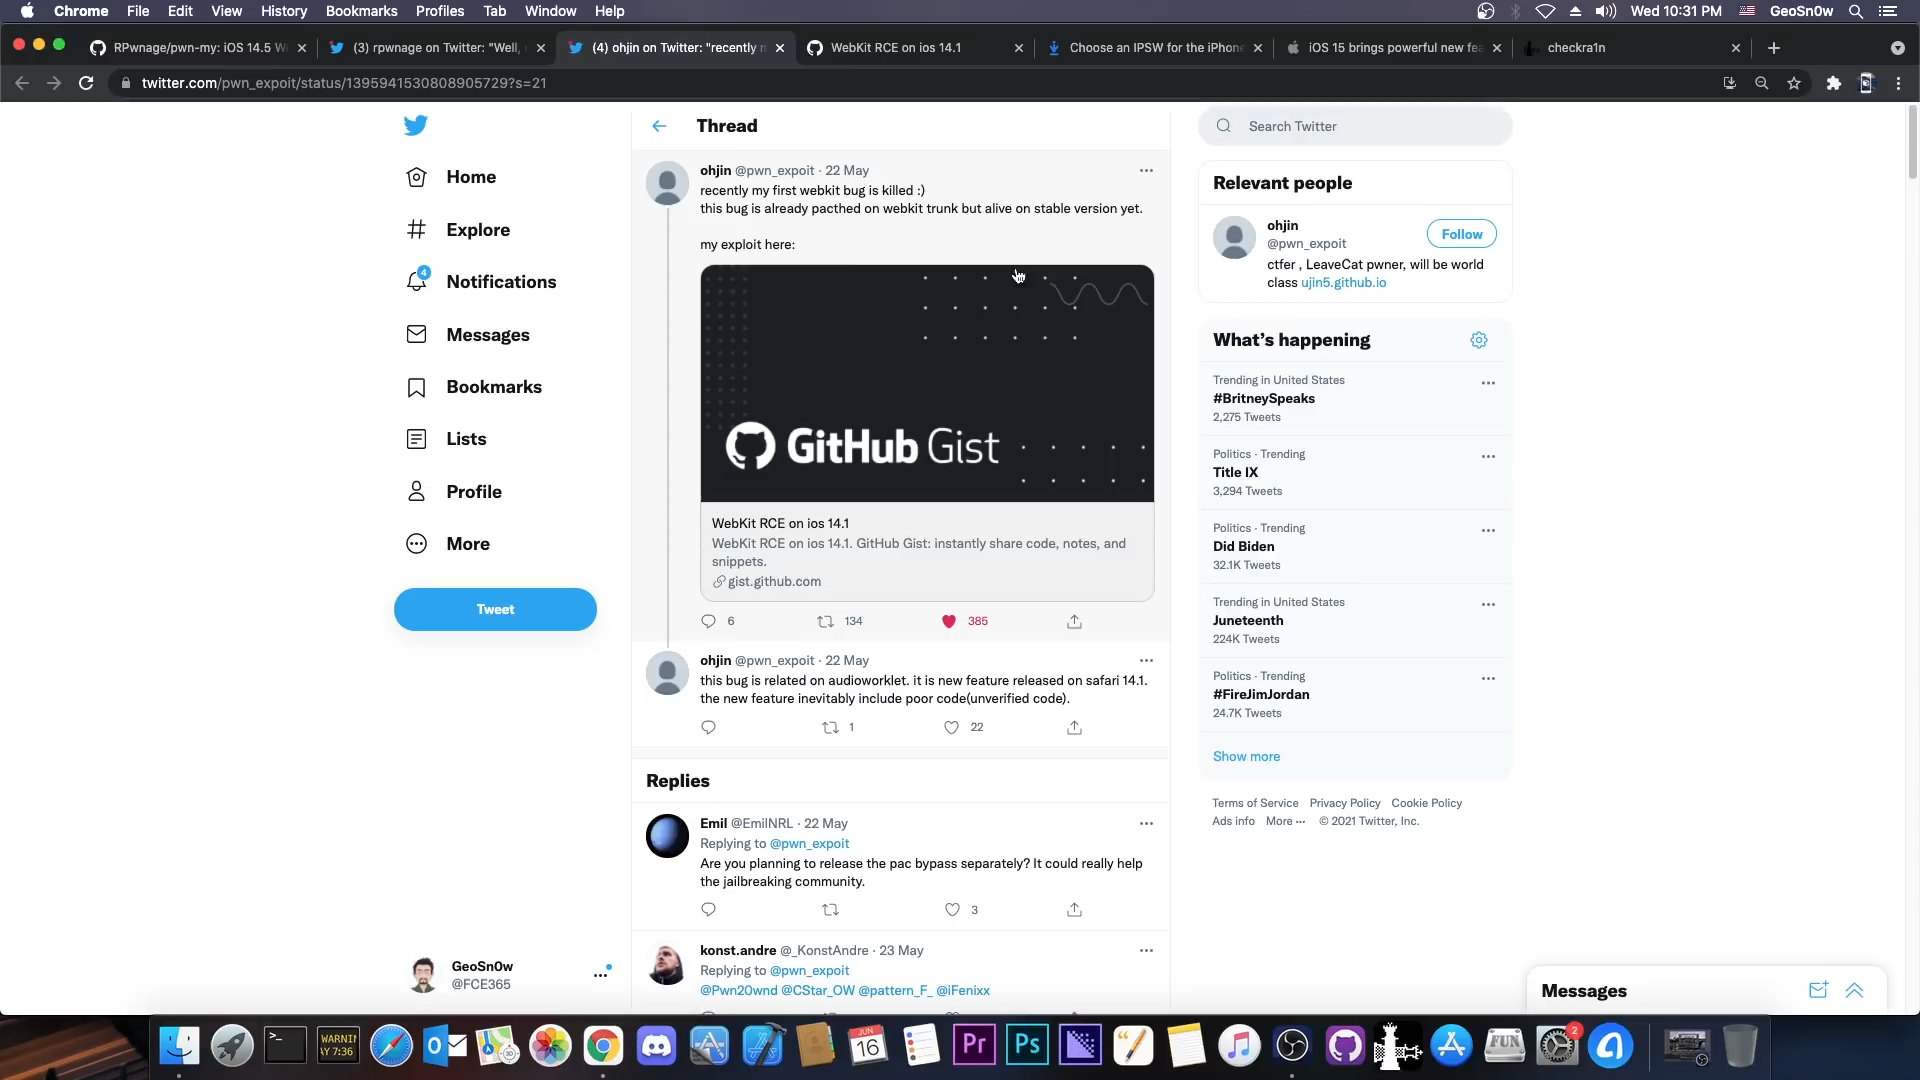 Chrome File Edit View History Bookmarks Profiles Tab Window Help
Wed 10:31 PM GeoSn0w
RPwnage/pwn-my: iOS 14.5 W
(3) rpwnage on Twitter: "Well,
(4) ohjin on Twitter: "recently m
WebKit RCE on ios 14.1
Choose an IPSW for the iPhone
iOS 15 brings powerful new fea
checkra1n
twitter.com/pwn_expoit/status/1395941530808905729?s=21
Home
Explore
4
Notifications
Messages
Bookmarks
Lists
Profile
More
Tweet
GeoSn0w
@FCE365
Thread
ohjin @pwn_expoit · 22 May
recently my first webkit bug is killed :)
this bug is already pacthed on webkit trunk but alive on stable version yet.
my exploit here:
GitHub Gist
WebKit RCE on ios 14.1
WebKit RCE on ios 14.1. GitHub Gist: instantly share code, notes, and
snippets.
gist.github.com
6 134 385
ohjin @pwn_expoit · 22 May
this bug is related on audioworklet. it is new feature released on safari 14.1.
the new feature inevitably include poor code(unverified code).
1 22
Replies
Emil @EmilNRL · 22 May
Replying to @pwn_expoit
Are you planning to release the pac bypass separately? It could really help
the jailbreaking community.
3
konst.andre @_KonstAndre · 23 May
Replying to @pwn_expoit
@Pwn20wnd @CStar_OW @pattern_F_ @iFenixx
Search Twitter
Relevant people
ohjin
@pwn_expoit
Follow
ctfer , LeaveCat pwner, will be world
class ujin5.github.io
What's happening
Trending in United States
#BritneySpeaks
2,275 Tweets
Politics · Trending
Title IX
3,294 Tweets
Politics · Trending
Did Biden
32.1K Tweets
Trending in United States
Juneteenth
224K Tweets
Politics · Trending
#FireJimJordan
24.7K Tweets
Show more
Terms of Service Privacy Policy Cookie Policy
Ads info More © 2021 Twitter, Inc.
Messages
WARNIN
AY 7:36
JUN
16
Pr
Ps
FUN
2